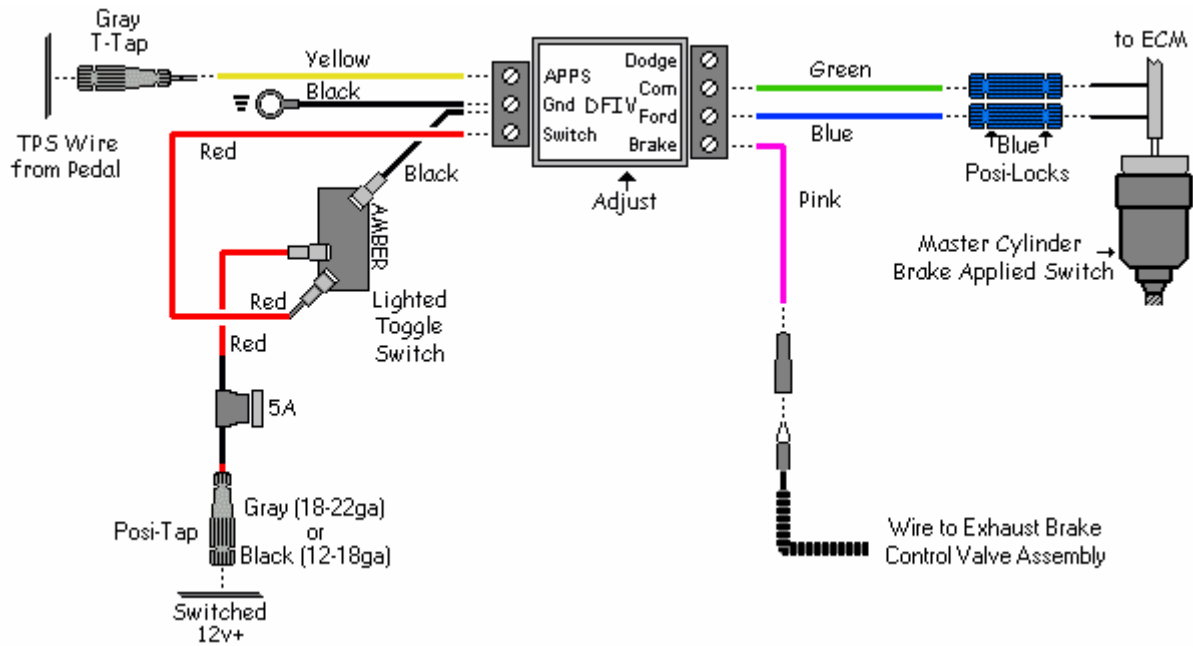 Gray
T-Tap
TPS Wire
from Pedal
Yellow
Black
Red
Black
APPS
Gnd
Switch
DFIV
Dodge
Com
Ford
Brake
Adjust
Green
Blue
Pink
Blue
Posi-Locks
to ECM
Master Cylinder
Brake Applied Switch
AMBER
Lighted
Toggle
Switch
Red
Red
5A
Posi-Tap
Gray (18-22ga)
or
Black (12-18ga)
Switched
12v+
Wire to Exhaust Brake
Control Valve Assembly